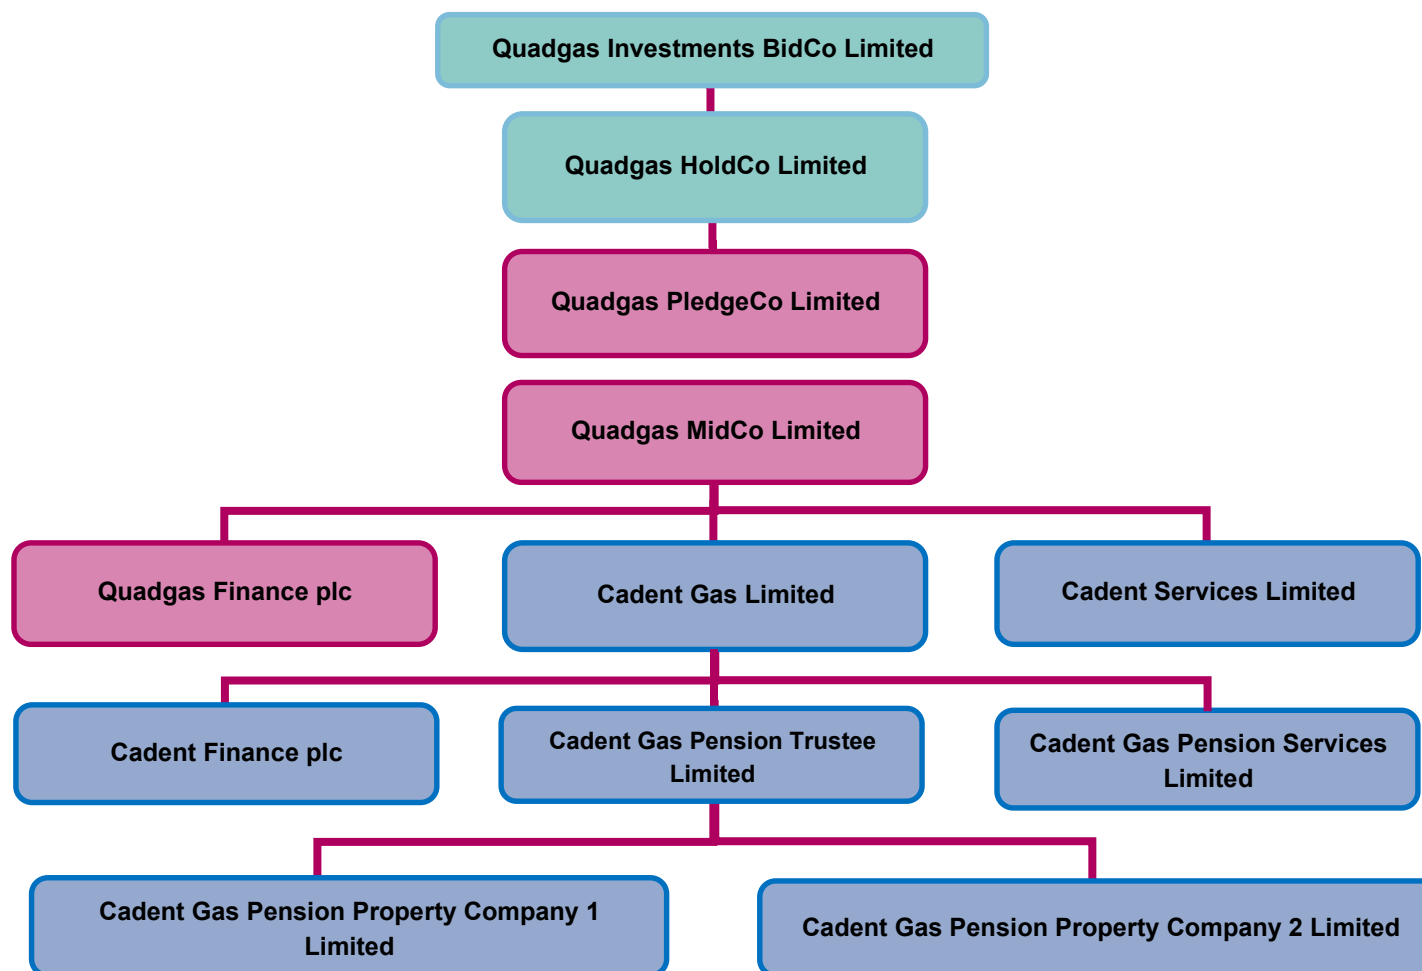 Quadgas Investments BidCo Limited
Quadgas HoldCo Limited
Quadgas PledgeCo Limited
Quadgas MidCo Limited
Quadgas Finance plc
Cadent Gas Limited
Cadent Services Limited
Cadent Finance plc
Cadent Gas Pension Trustee
Limited
Cadent Gas Pension Services
Limited
Cadent Gas Pension Property Company 1
Limited
Cadent Gas Pension Property Company 2 Limited